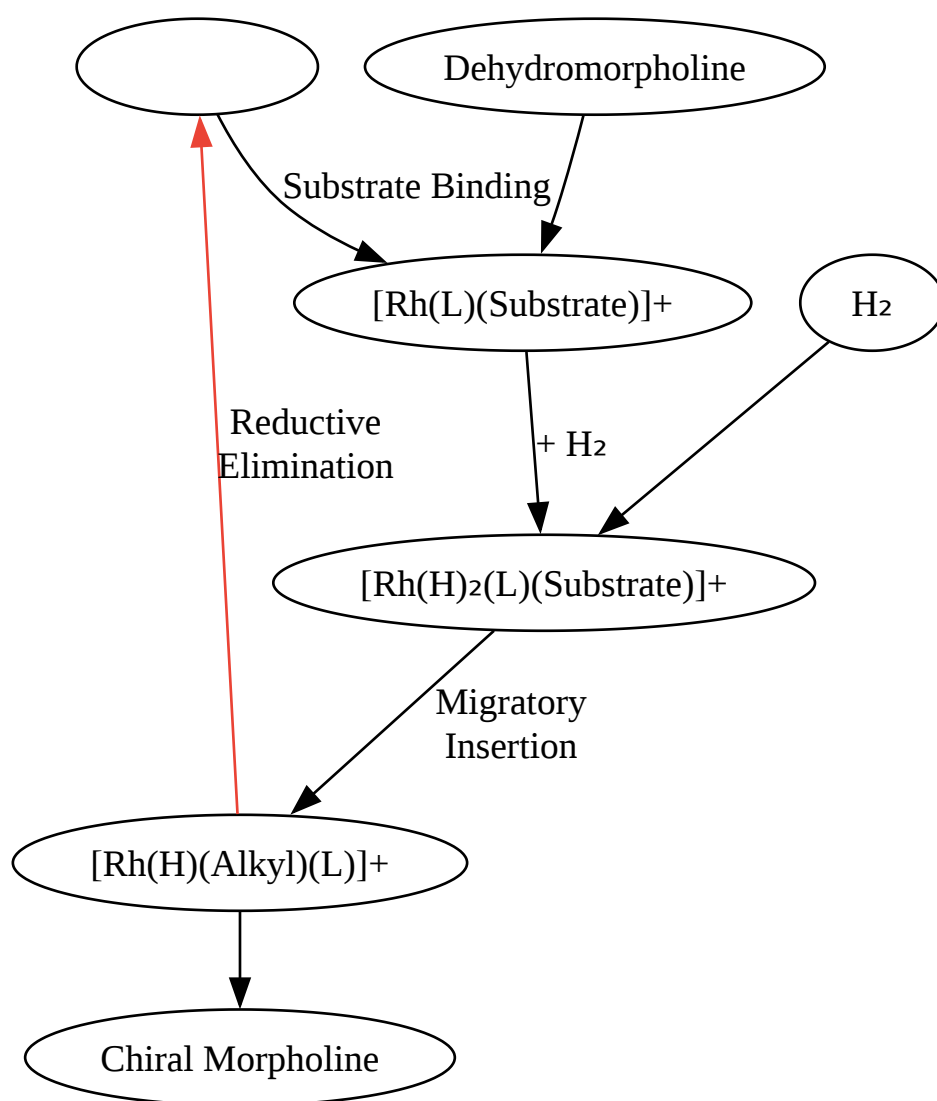 Dehydromorpholine
Substrate Binding
[Rh(L)(Substrate)]+
H₂
Reductive
Elimination
+ H₂
[Rh(H)₂(L)(Substrate)]+
Migratory
Insertion
[Rh(H)(Alkyl)(L)]+
Chiral Morpholine